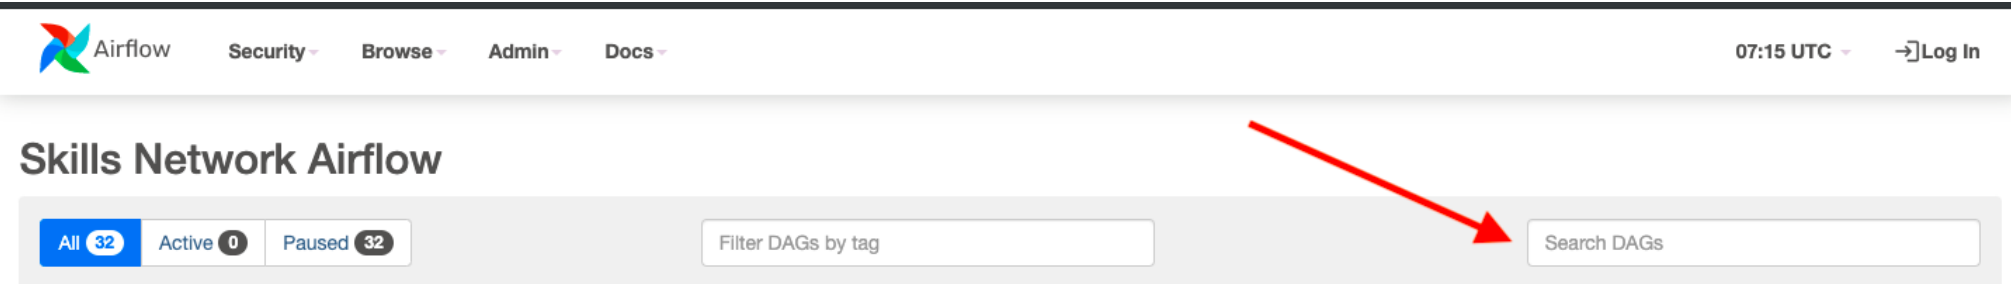 Airflow Security Browse Admin Docs 07:15 UTC Log In
Skills Network Airflow
All 32 Active 0 Paused 32 Filter DAGs by tag Search DAGs